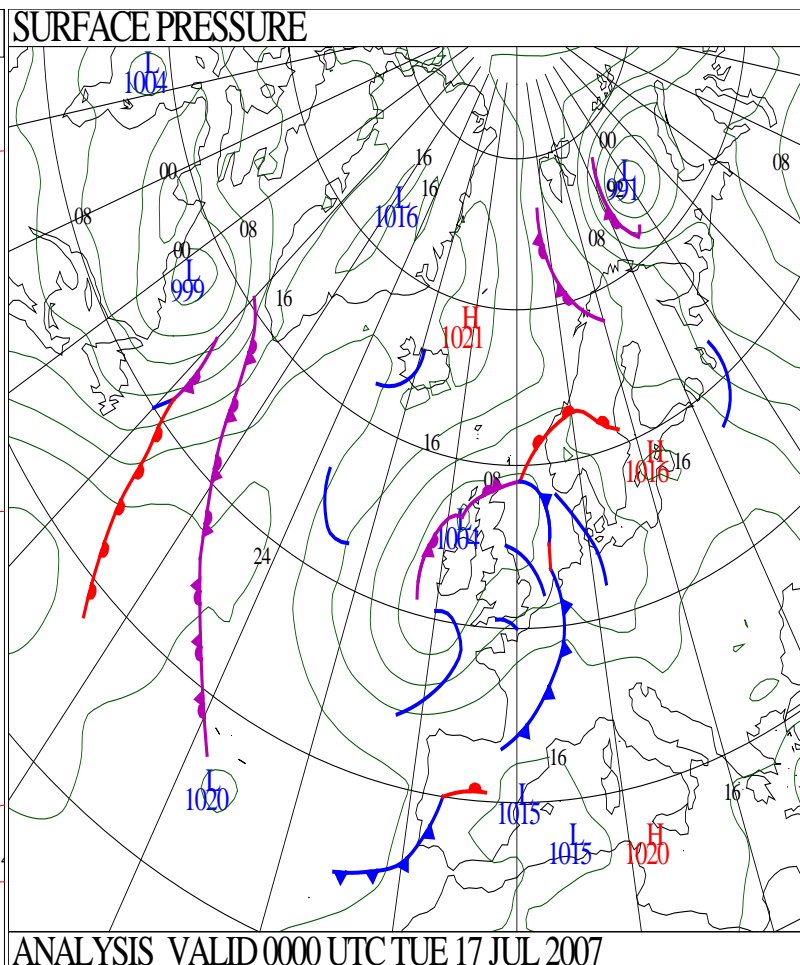 SURFACE PRESSURE
L
1004
00
16
L
991
08
00
16
L
1016
08
08
08
00
L
999
16
H
1021
16
H
1016
16
08
L
1004
24
16
L
1020
L
1015
16
L
1015
H
1020
ANALYSIS VALID 0000 UTC TUE 17 JUL 2007